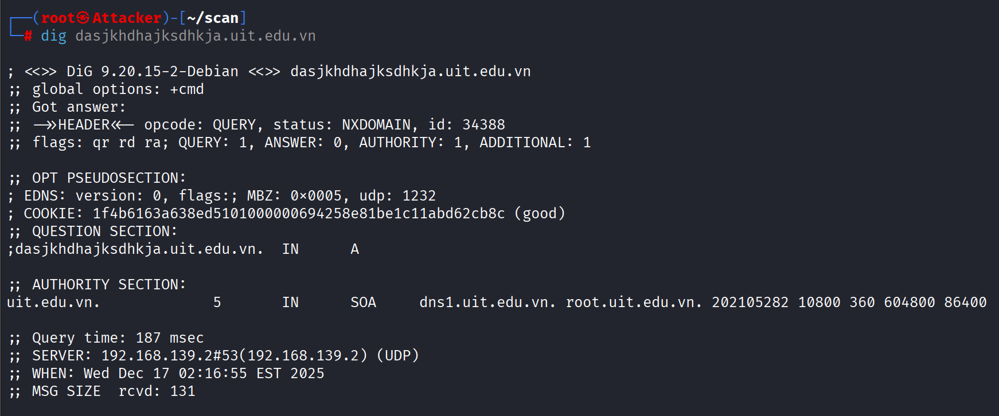 ┌──(root㉿Attacker)-[~/scan]
└─# dig dasjkhdhajksdhkja.uit.edu.vn
; <<>> DiG 9.20.15-2-Debian <<>> dasjkhdhajksdhkja.uit.edu.vn
;; global options: +cmd
;; Got answer:
;; ->>HEADER<<- opcode: QUERY, status: NXDOMAIN, id: 34388
;; flags: qr rd ra; QUERY: 1, ANSWER: 0, AUTHORITY: 1, ADDITIONAL: 1
;; OPT PSEUDOSECTION:
; EDNS: version: 0, flags:; MBZ: 0x0005, udp: 1232
; COOKIE: 1f4b6163a638ed5101000000694258e81be1c11abd62cb8c (good)
;; QUESTION SECTION:
;dasjkhdhajksdhkja.uit.edu.vn. IN A
;; AUTHORITY SECTION:
uit.edu.vn. 5 IN SOA dns1.uit.edu.vn. root.uit.edu.vn. 202105282 10800 360 604800 86400
;; Query time: 187 msec
;; SERVER: 192.168.139.2#53(192.168.139.2) (UDP)
;; WHEN: Wed Dec 17 02:16:55 EST 2025
;; MSG SIZE rcvd: 131